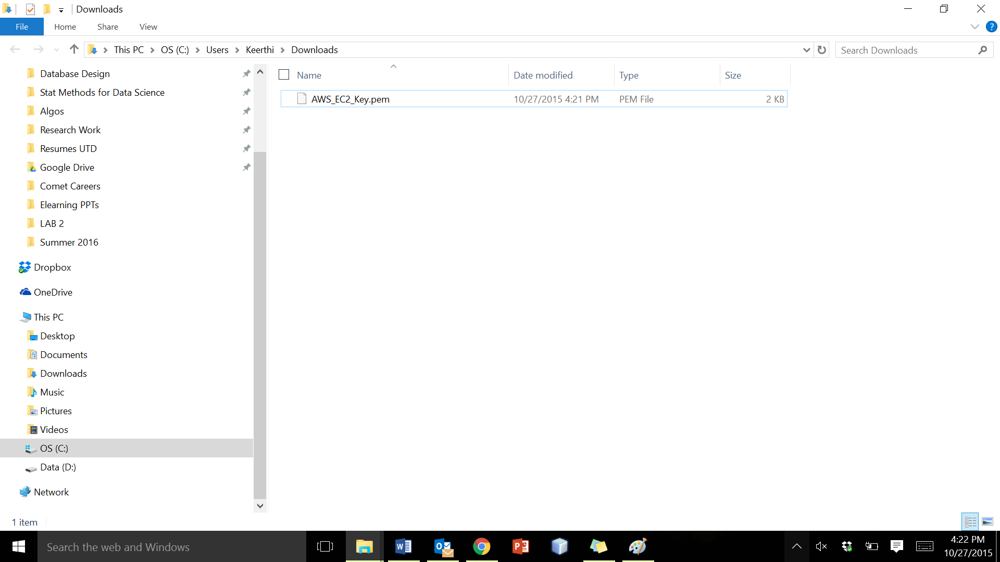 Downloads
File Home Share View ?
This PC OS (C:) Users Keerthi Downloads Search Downloads
Name Date modified Type Size
AWS_EC2_Key.pem 10/27/2015 4:21 PM PEM File 2 KB
Database Design
Stat Methods for Data Science
Algos
Research Work
Resumes UTD
Google Drive
Comet Careers
Elearning PPTs
LAB 2
Summer 2016
Dropbox
OneDrive
This PC
Desktop
Documents
Downloads
Music
Pictures
Videos
OS (C:)
Data (D:)
Network
1 item
Search the web and Windows
4:22 PM
10/27/2015